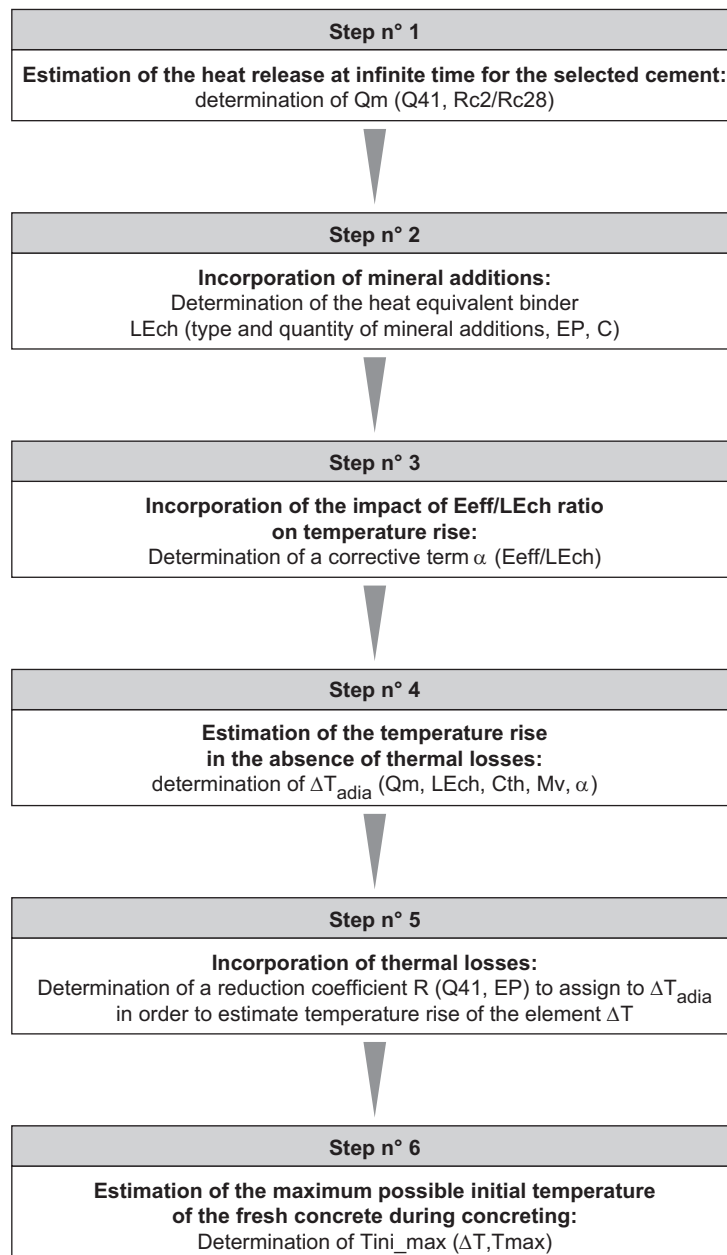 Step n° 1
Estimation of the heat release at infinite time for the selected cement:
determination of Qm (Q41, Rc2/Rc28)
Step n° 2
Incorporation of mineral additions:
Determination of the heat equivalent binder
LEch (type and quantity of mineral additions, EP, C)
Step n° 3
Incorporation of the impact of Eeff/LEch ratio
on temperature rise:
Determination of a corrective term α (Eeff/LEch)
Step n° 4
Estimation of the temperature rise
in the absence of thermal losses:
determination of ΔTadia (Qm, LEch, Cth, Mv, α)
Step n° 5
Incorporation of thermal losses:
Determination of a reduction coefficient R (Q41, EP) to assign to ΔTadia
in order to estimate temperature rise of the element ΔT
Step n° 6
Estimation of the maximum possible initial temperature
of the fresh concrete during concreting:
Determination of Tini_max (ΔT,Tmax)